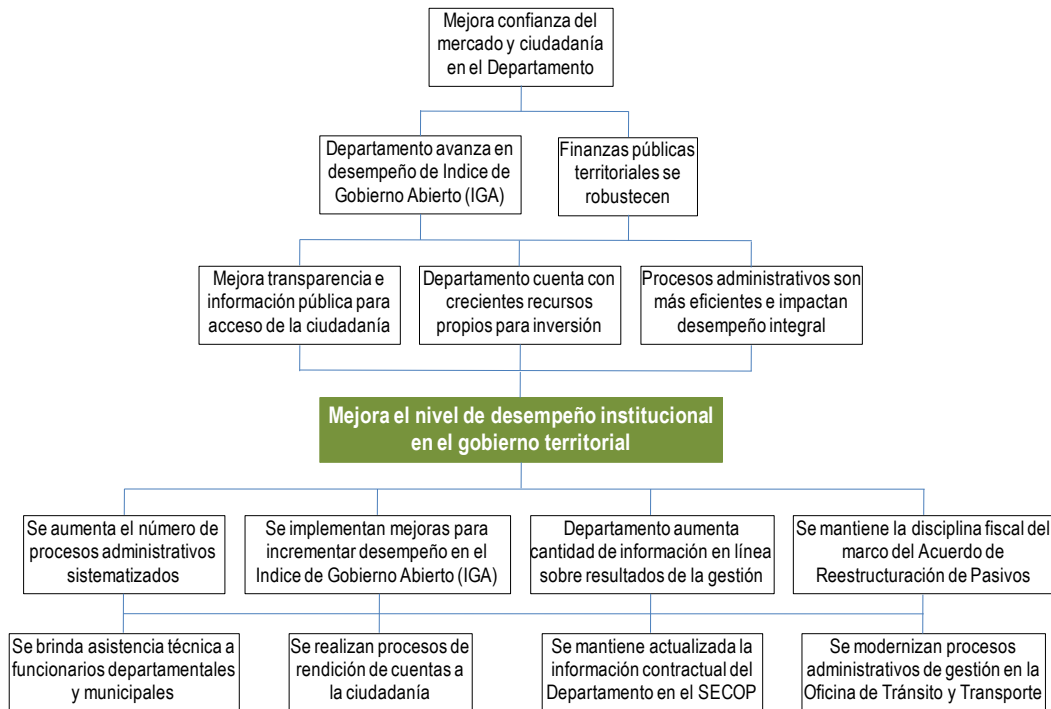 Mejora confianza del
mercado y ciudadanía
en el Departamento
Departamento avanza en
desempeño de Indice de
Gobierno Abierto (IGA)
Finanzas públicas
territoriales se
robustecen
Mejora transparencia e
información pública para
acceso de la ciudadanía
Departamento cuenta con
crecientes recursos
propios para inversión
Procesos administrativos son
más eficientes e impactan
desempeño integral
Mejora el nivel de desempeño institucional
en el gobierno territorial
Se aumenta el número de
procesos administrativos
sistematizados
Se implementan mejoras para
incrementar desempeño en el
Indice de Gobierno Abierto (IGA)
Departamento aumenta
cantidad de información en línea
sobre resultados de la gestión
Se mantiene la disciplina fiscal del
marco del Acuerdo de
Reestructuración de Pasivos
Se brinda asistencia técnica a
funcionarios departamentales
y municipales
Se realizan procesos de
rendición de cuentas a
la ciudadanía
Se mantiene actualizada la
información contractual del
Departamento en el SECOP
Se modernizan procesos
administrativos de gestión en la
Oficina de Tránsito y Transporte